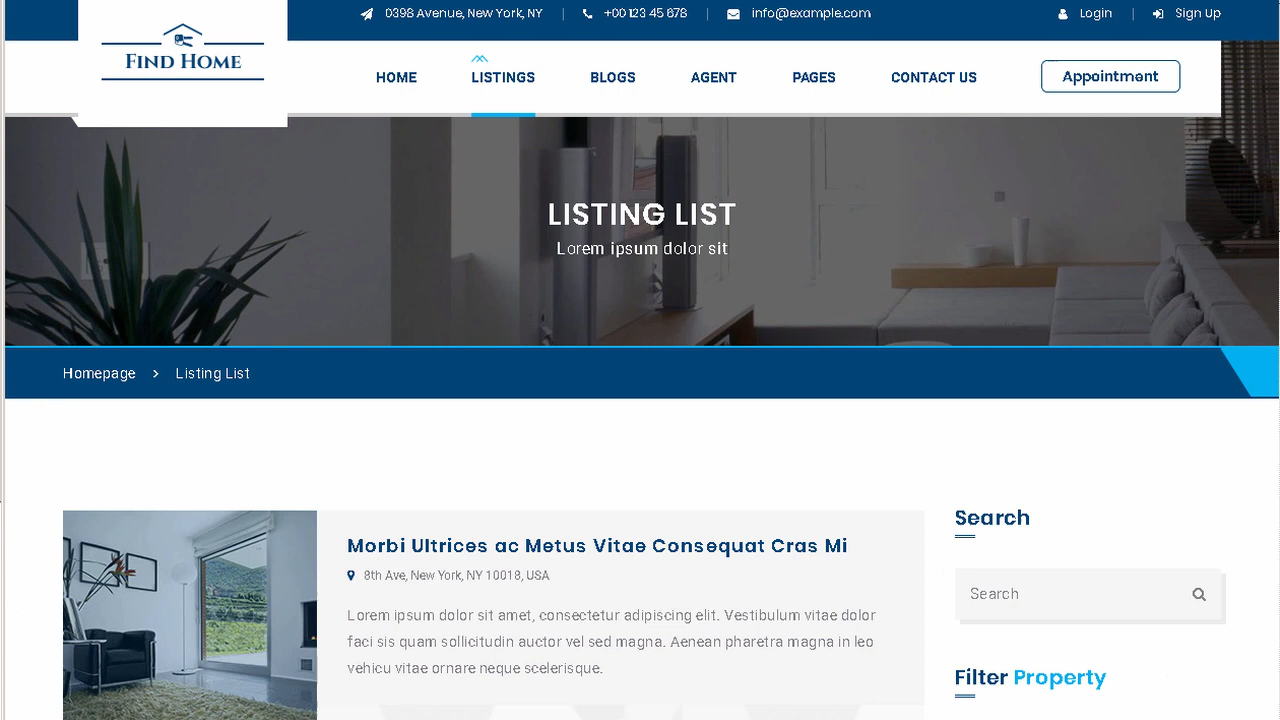 0398 Avenue, New York, NY
+00 123 45 678
info@example.com
Login
Sign Up
FIND HOME
HOME
LISTINGS
BLOGS
AGENT
PAGES
CONTACT US
Appointment
LISTING LIST
Lorem ipsum dolor sit
Homepage > Listing List
Morbi Ultrices ac Metus Vitae Consequat Cras Mi
8th Ave, New York, NY 10018, USA
Lorem ipsum dolor sit amet, consectetur adipiscing elit. Vestibulum vitae dolor
faci sis quam sollicitudin auctor vel sed magna. Aenean pharetra magna in leo
vehicu vitae ornare neque scelerisque.
Search
Search
Filter Property